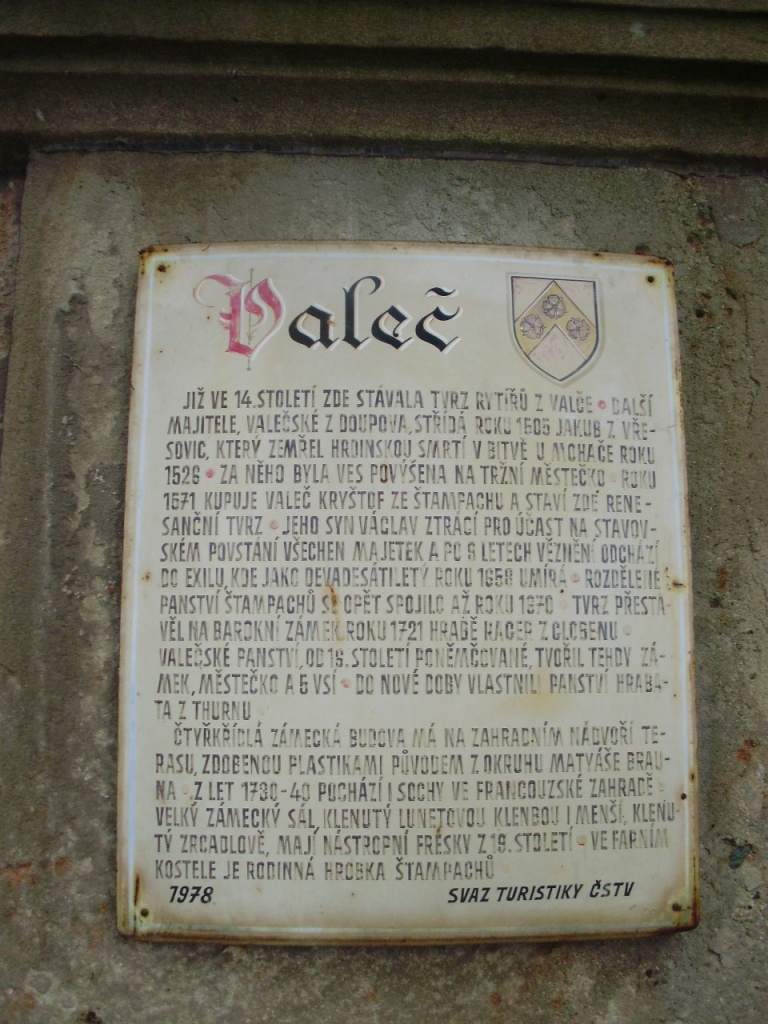 Valeč
JIŽ VE 14. STOLETÍ ZDE STÁVALA TVRZ RYTÍŘŮ Z VALČE • DALŠÍ
MAJITELE, VALEČSKÉ Z DOUPOVA, STŘÍDÁ ROKU 1505 JAKUB Z VŘE-
SOVIC, KTERÝ ZEMŘEL HRDINSKOU SMRTÍ V BITVĚ U MOHÁČE ROKU
1526 • ZA NĚHO BYLA VES POVÝŠENA NA TRŽNÍ MĚSTEČKO • ROKU
1571 KUPUJE VALEČ KRYŠTOF ZE ŠTAMPACHU A STAVÍ ZDE RENE-
SANČNÍ TVRZ • JEHO SYN VÁCLAV ZTRÁCÍ PRO ÚČAST NA STAVOV-
SKÉM POVSTÁNÍ VŠECHEN MAJETEK A PO 6 LETECH VĚZNĚNÍ ODCHÁZÍ
DO EXILU, KDE JAKO DEVADESÁTILETÝ ROKU 1658 UMÍRÁ • ROZDĚLENÉ
PANSTVÍ ŠTAMPACHŮ SE OPĚT SPOJILO AŽ ROKU 1670 • TVRZ PŘESTA-
VĚL NA BAROKNÍ ZÁMEK ROKU 1721 HRABĚ KAGER Z GLOBENU •
VALEČSKÉ PANSTVÍ, OD 16. STOLETÍ PONĚMČOVANÉ, TVOŘIL TEHDY ZÁ-
MEK, MĚSTEČKO A 6 VSÍ • DO NOVÉ DOBY VLASTNILI PANSTVÍ HRABA-
TA Z THURNU
ČTYŘKŘÍDLÁ ZÁMECKÁ BUDOVA MÁ NA ZAHRADNÍM NÁDVOŘÍ TE-
RASU, ZDOBENOU PLASTIKAMI PŮVODEM Z OKRUHU MATYÁŠE BRAU-
NA • Z LET 1730-40 POCHÁZÍ I SOCHY VE FRANCOUZSKÉ ZAHRADĚ •
VELKÝ ZÁMECKÝ SÁL, KLENUTÝ LUNETOVOU KLENBOU I MENŠÍ, KLENU-
TÝ ZRCADLOVĚ, MAJÍ NÁSTROPNÍ FRESKY Z 18. STOLETÍ • VE FARNÍM
KOSTELE JE RODINNÁ HROBKA ŠTAMPACHŮ
1978 SVAZ TURISTIKY ČSTV